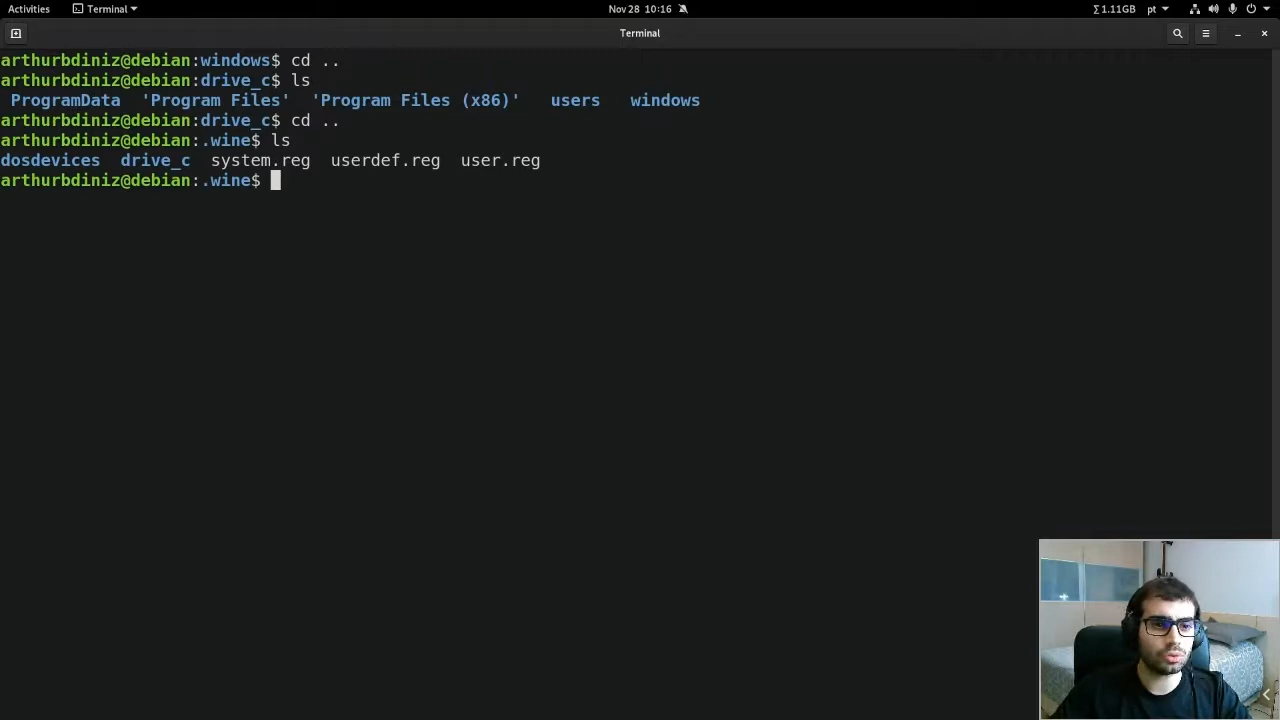 Activities Terminal Nov 28 10:16 Σ 1.11GB pt
Terminal
arthurbdiniz@debian:windows$ cd ..
arthurbdiniz@debian:drive_c$ ls
ProgramData 'Program Files' 'Program Files (x86)' users windows
arthurbdiniz@debian:drive_c$ cd ..
arthurbdiniz@debian:.wine$ ls
dosdevices drive_c system.reg userdef.reg user.reg
arthurbdiniz@debian:.wine$